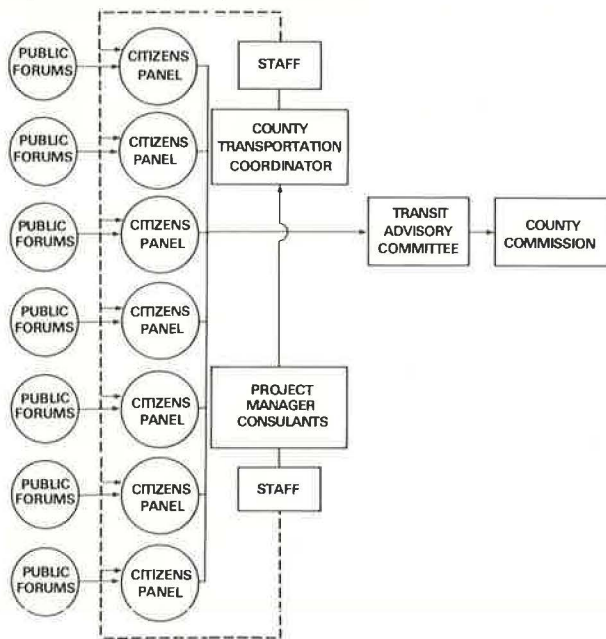 PUBLIC
FORUMS
CITIZENS
PANEL
STAFF
PUBLIC
FORUMS
CITIZENS
PANEL
COUNTY
TRANSPORTATION
COORDINATOR
PUBLIC
FORUMS
CITIZENS
PANEL
TRANSIT
ADVISORY
COMMITTEE
COUNTY
COMMISSION
PUBLIC
FORUMS
CITIZENS
PANEL
PUBLIC
FORUMS
CITIZENS
PANEL
PROJECT
MANAGER
CONSULANTS
PUBLIC
FORUMS
CITIZENS
PANEL
STAFF
PUBLIC
FORUMS
CITIZENS
PANEL